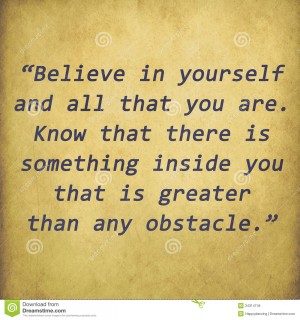 “Believe in yourself
and all that you are.
Know that there is
something inside you
that is greater
than any obstacle.”
Download from
Dreamstime.com